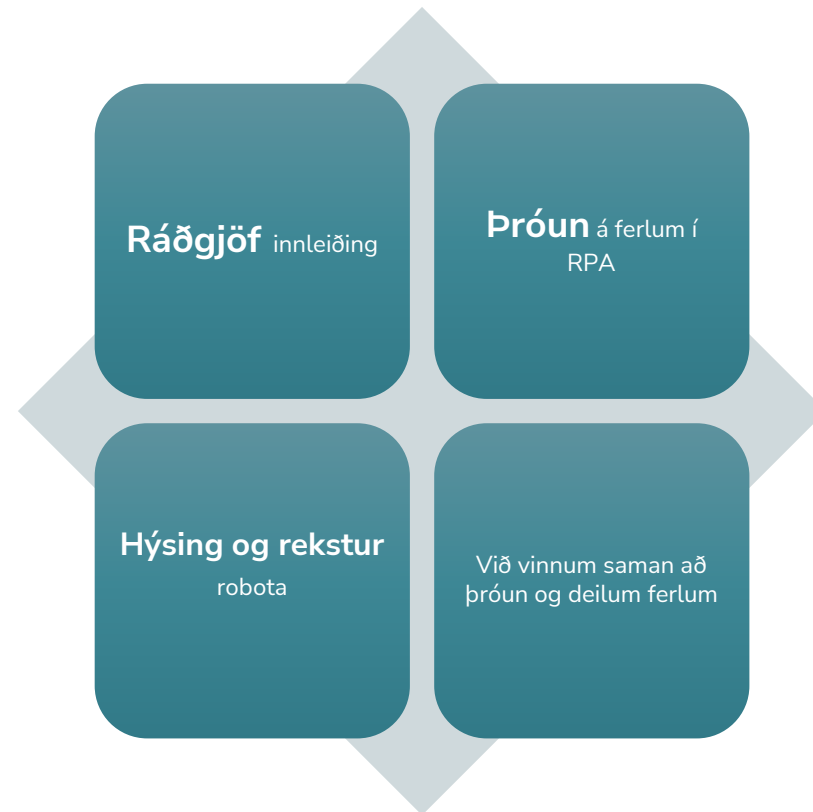 Ráðgjöf innleiðing
Þróun á ferlum í
RPA
Hýsing og rekstur
robota
Við vinnum saman að
þróun og deilum ferlum